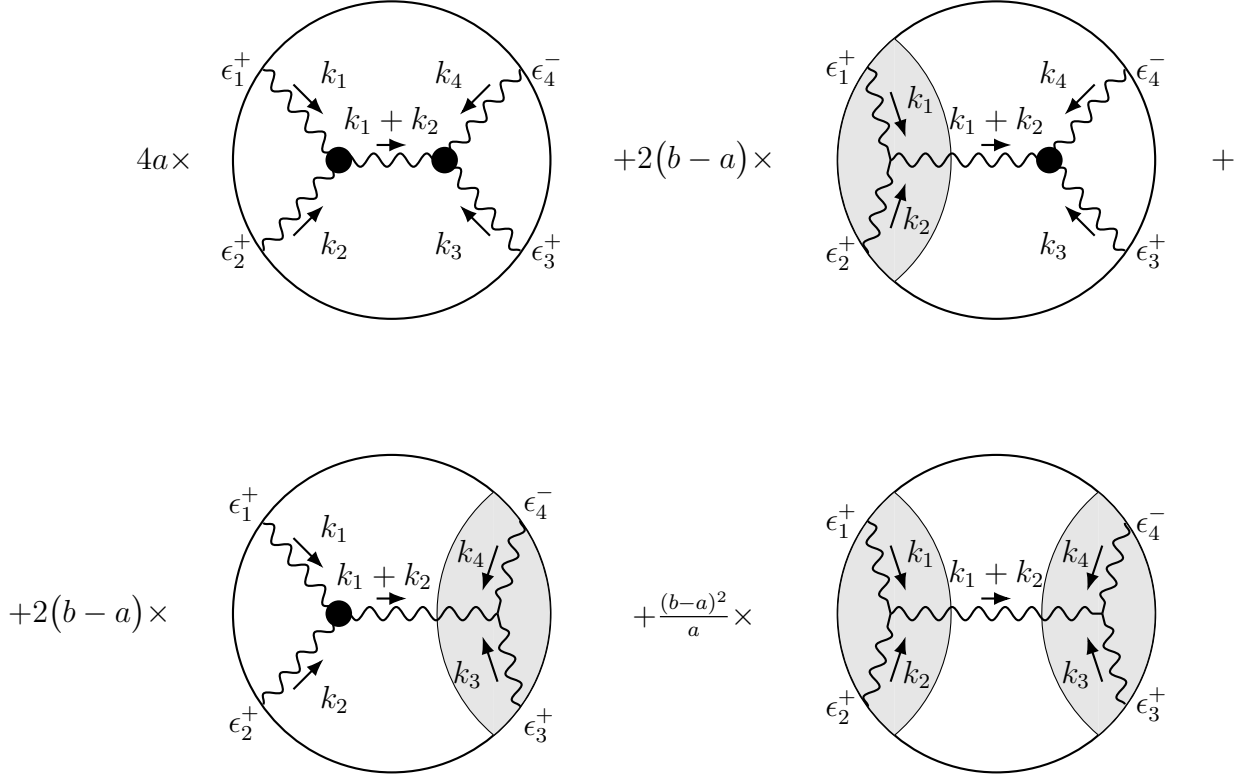 4a× ϵ₁⁺ k₁ k₄ ϵ₄⁻ k₁ + k₂ ϵ₂⁺ k₂ k₃ ϵ₃⁺ +2(b − a)× ϵ₁⁺ k₁ k₁ + k₂ k₄ ϵ₄⁻ ϵ₂⁺ k₂ k₃ ϵ₃⁺ +
+2(b − a)× ϵ₁⁺ k₁ k₁ + k₂ k₄ ϵ₄⁻ ϵ₂⁺ k₂ k₃ ϵ₃⁺ +(b−a)²/a × ϵ₁⁺ k₁ k₁ + k₂ k₄ ϵ₄⁻ ϵ₂⁺ k₂ k₃ ϵ₃⁺